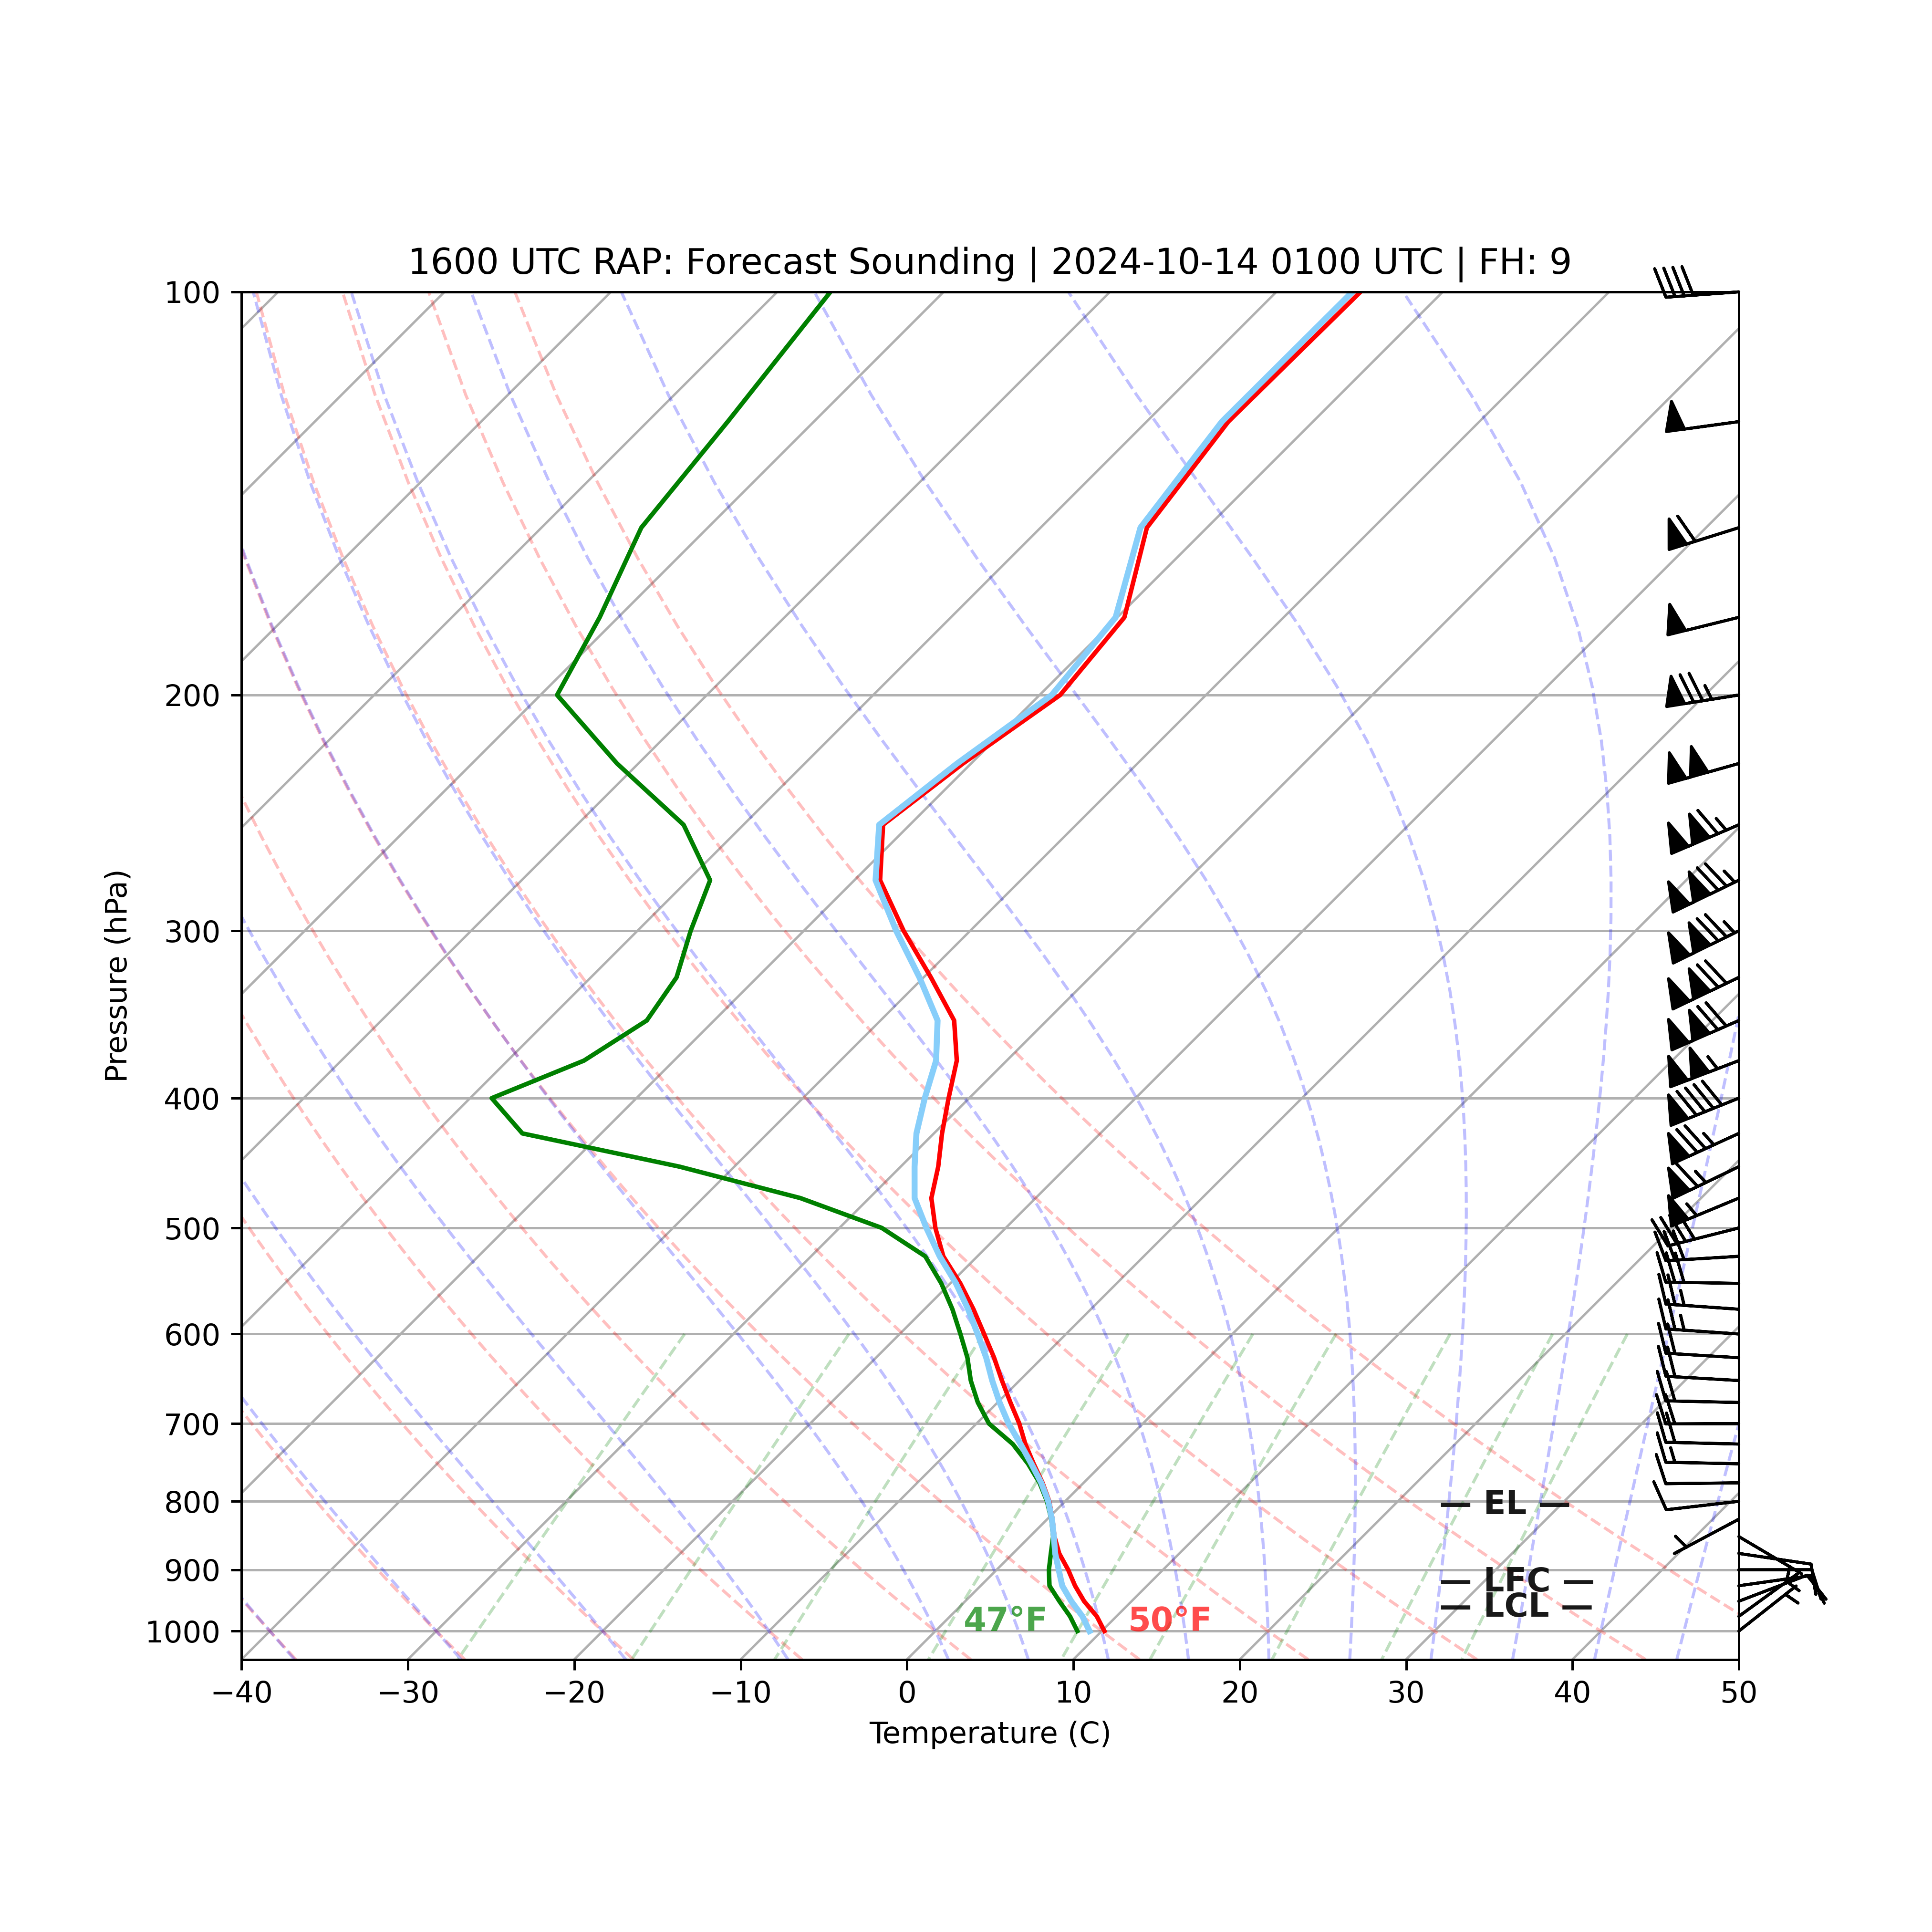 1600 UTC RAP: Forecast Sounding | 2024-10-14 0100 UTC | FH: 9
100
200
300
400
500
600
700
800
900
1000
Pressure (hPa)
— EL —
— LFC —
— LCL —
47°F
50°F
−40
−30
−20
−10
0
10
20
30
40
50
Temperature (C)